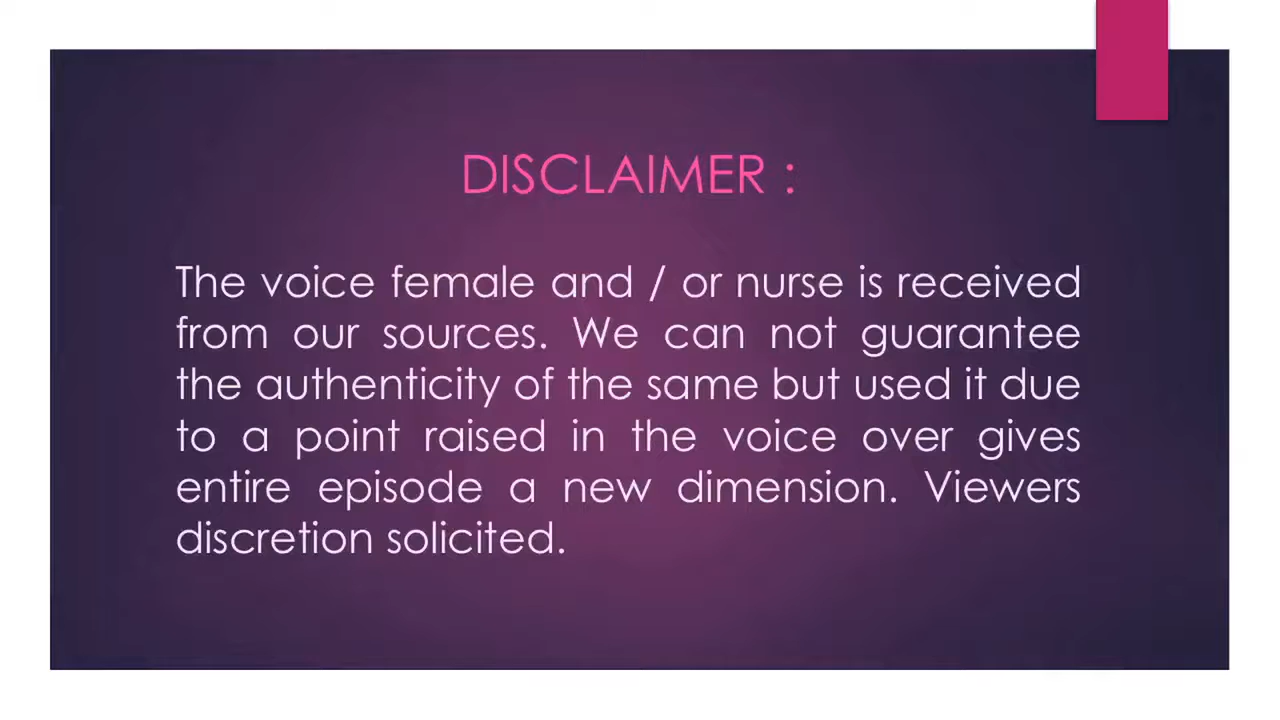 DISCLAIMER :
The voice female and / or nurse is received
from our sources. We can not guarantee
the authenticity of the same but used it due
to a point raised in the voice over gives
entire episode a new dimension. Viewers
discretion solicited.